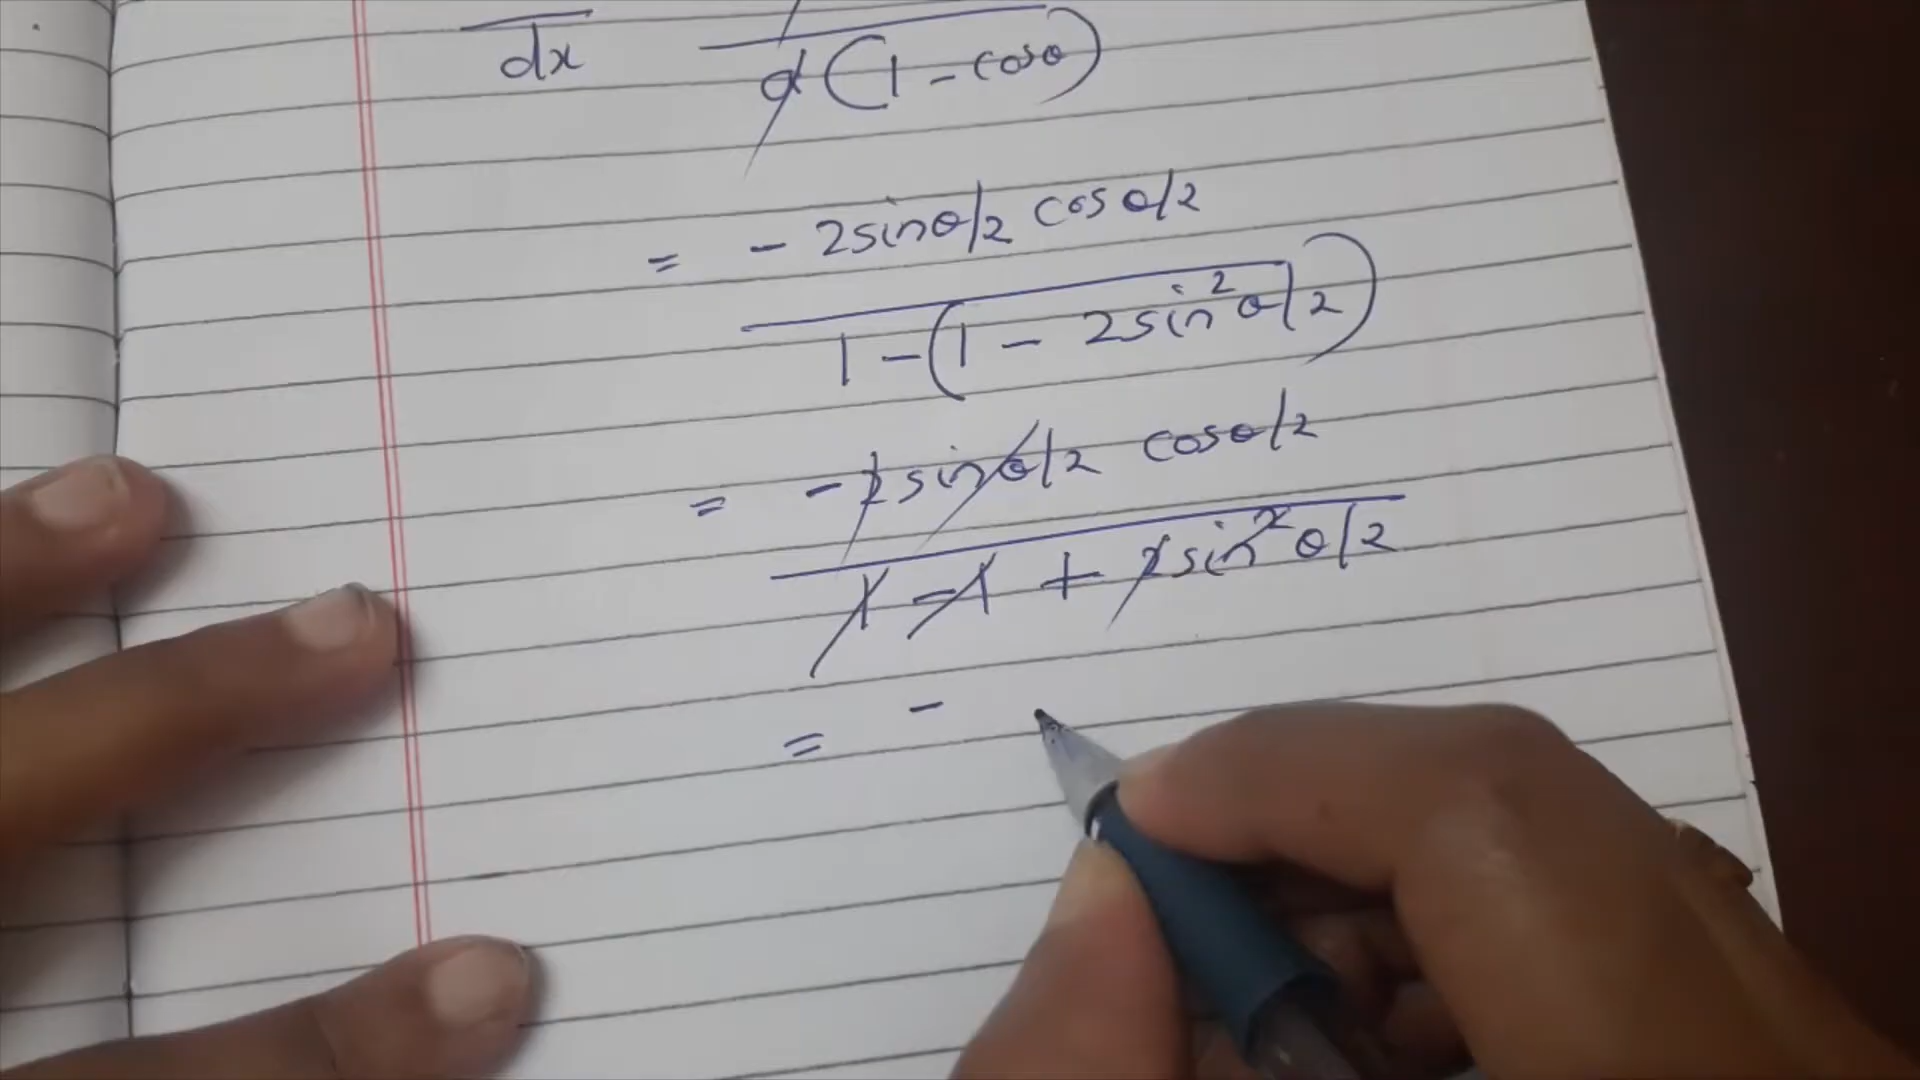 dx a(1 - cosθ)
= - 2sinθ/2 cosθ/2
1 - (1 - 2sin²θ/2)
= - 2sinθ/2 cosθ/2
1 - 1 + 2sin²θ/2
= -